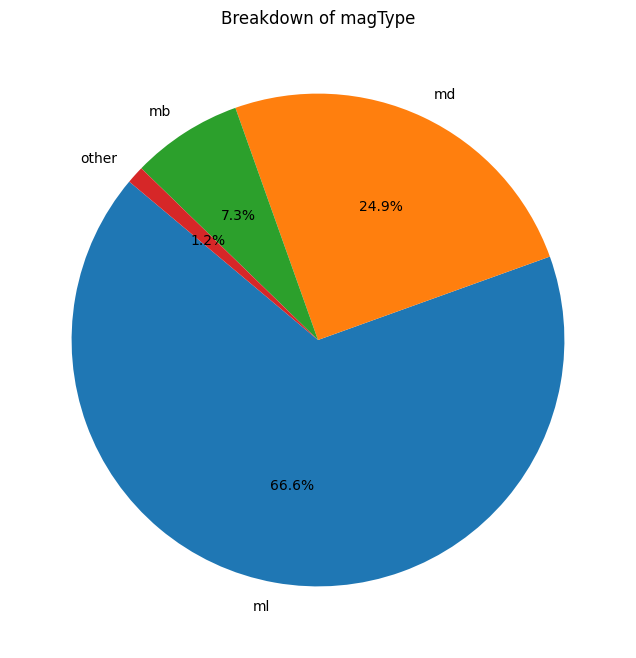 Breakdown of magType
md
mb
other
24.9%
7.3%
1.2%
66.6%
ml